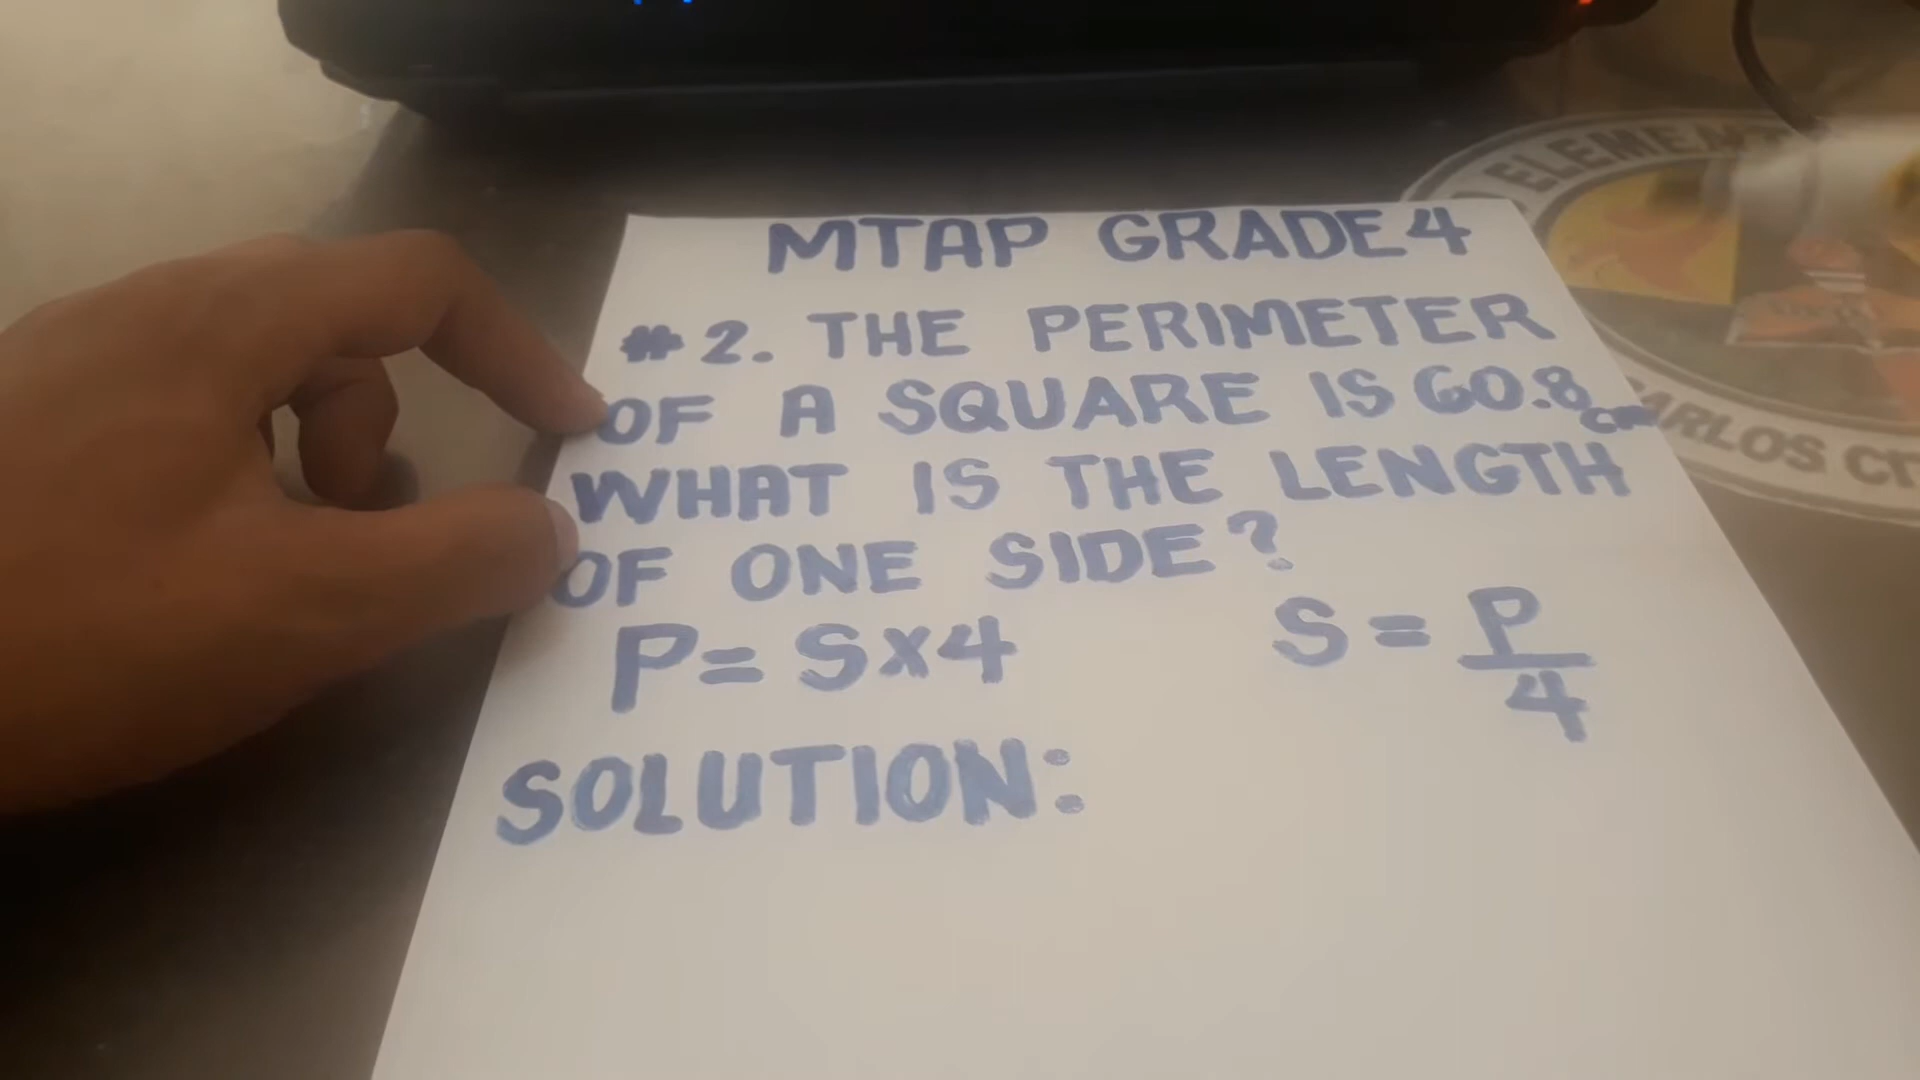 MTAP GRADE 4
#2. THE PERIMETER
OF A SQUARE IS 60.8 cm
WHAT IS THE LENGTH
OF ONE SIDE?
P = S x 4
S = P/4
SOLUTION:
CARLOS